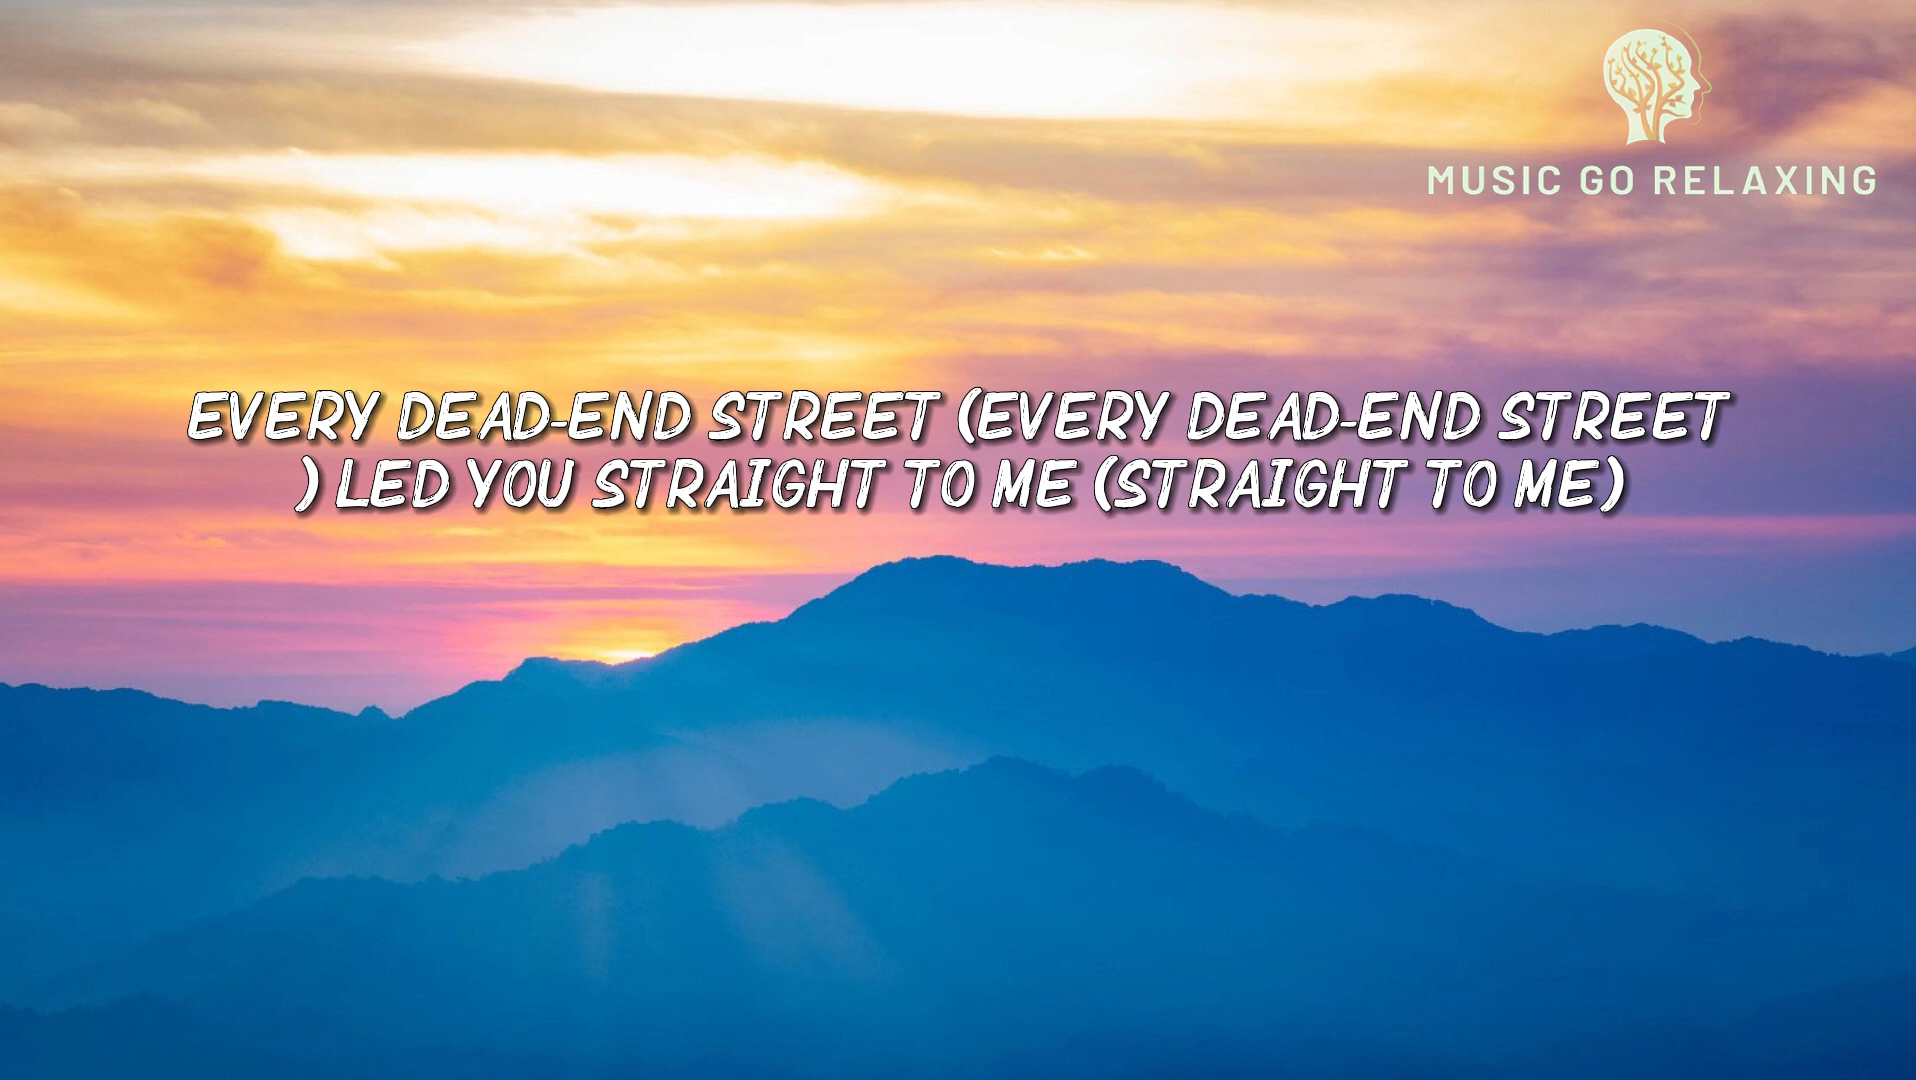 MUSIC GO RELAXING
EVERY DEAD-END STREET (EVERY DEAD-END STREET
) LED YOU STRAIGHT TO ME (STRAIGHT TO ME)